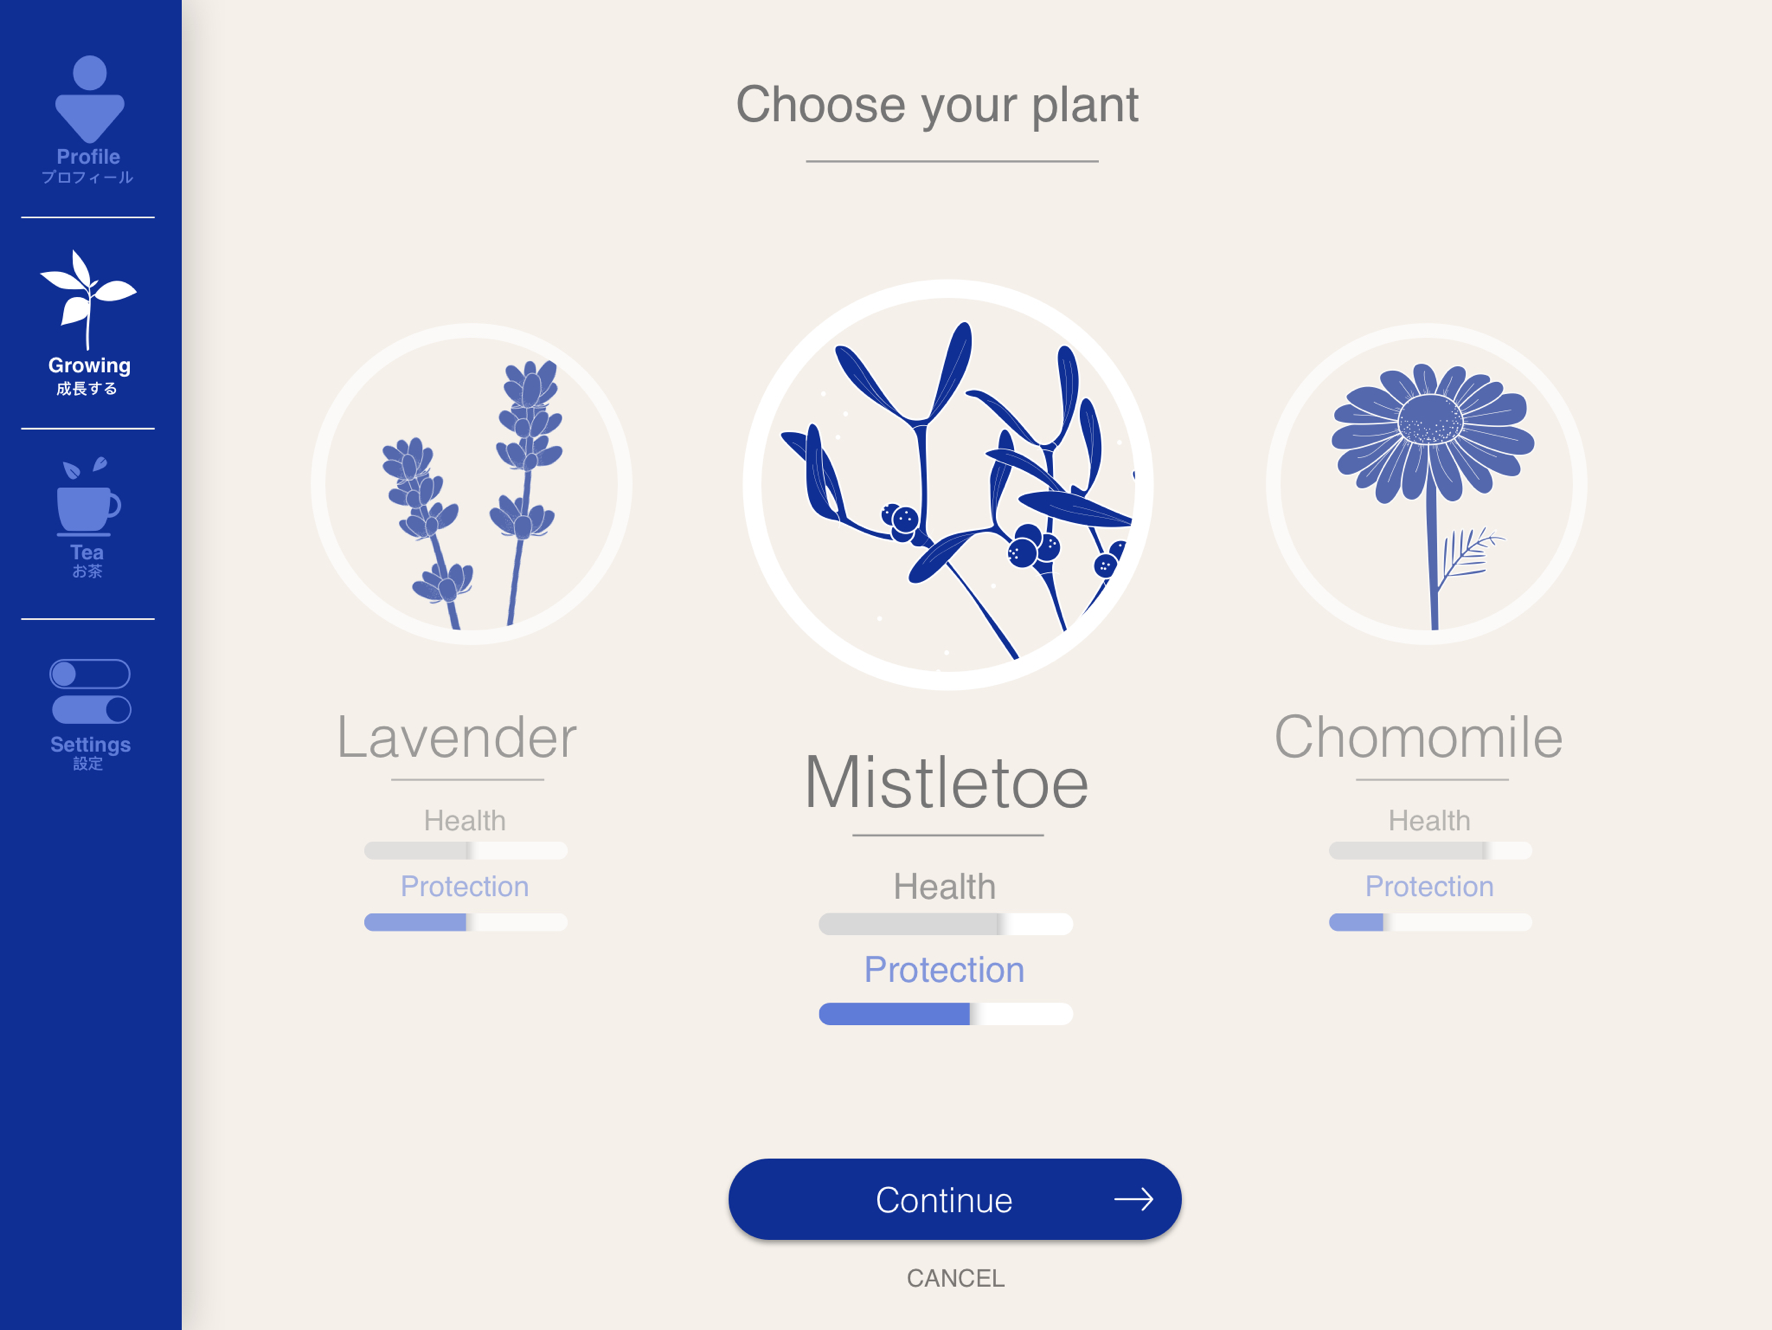 Profile
プロフィール
Growing
成長する
Tea
お茶
Settings
設定
Choose your plant
Lavender
Health
Protection
Mistletoe
Health
Protection
Chomomile
Health
Protection
Continue
CANCEL